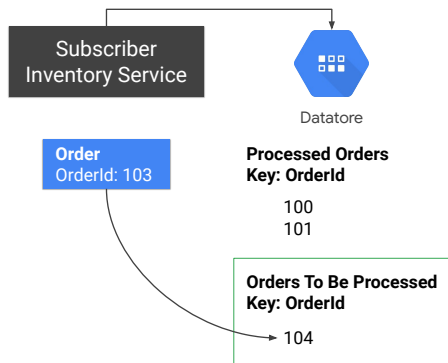 Subscriber
Inventory Service
Datatore
Order
OrderId: 103
Processed Orders
Key: OrderId
100
101
Orders To Be Processed
Key: OrderId
104